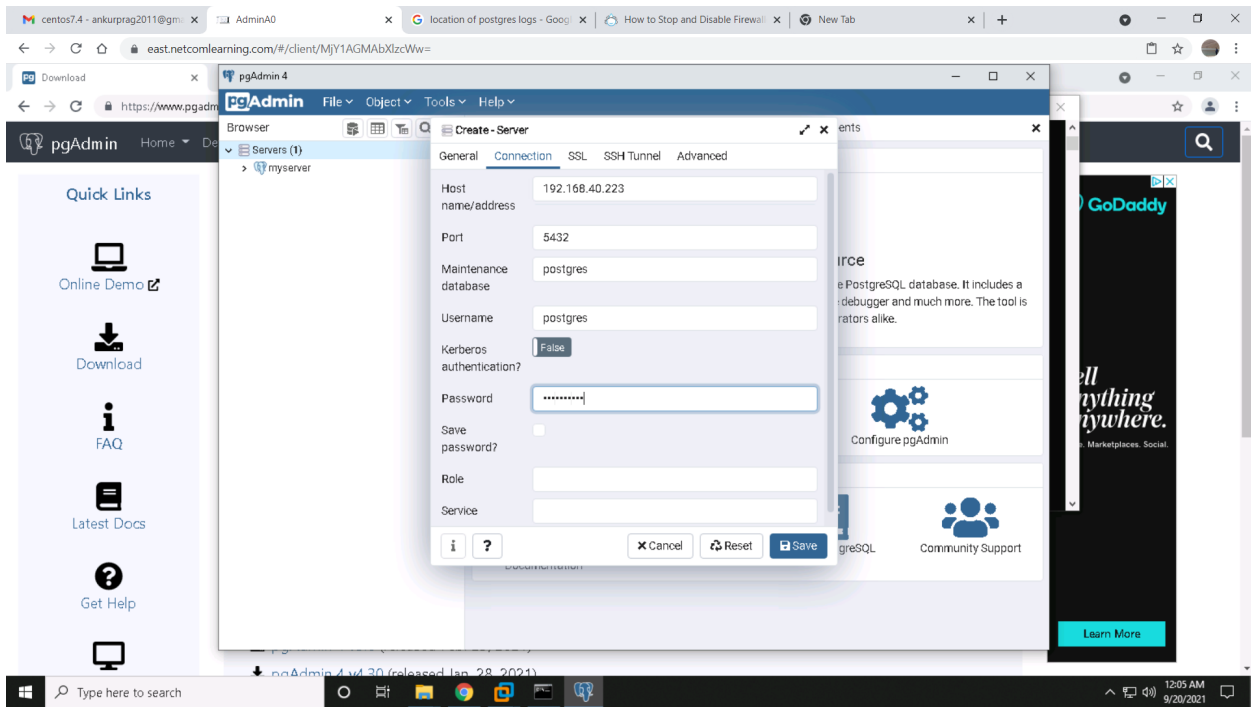 centos7.4 - ankurprag2011@gm
AdminA0
location of postgres logs - Goog
How to Stop and Disable Firewall
New Tab
east.netcomlearning.com/#/client/MjY1AGMAbXlzcWw=
Download
pgAdmin 4
https://www.pgadm
pgAdmin
File
Object
Tools
Help
pgAdmin
Home
De
Browser
Create - Server
ents
Servers (1)
myserver
General
Connection
SSL
SSH Tunnel
Advanced
Quick Links
Host name/address
192.168.40.223
GoDaddy
Port
5432
Online Demo
Maintenance database
postgres
urce
e PostgreSQL database. It includes a
debugger and much more. The tool is
rators alike.
Username
postgres
Download
Kerberos authentication?
False
Password
••••••••••
ell
nything
nywhere.
Configure pgAdmin
Marketplaces. Social.
FAQ
Save password?
Role
Service
Latest Docs
i
?
Cancel
Reset
Save
greSQL
Community Support
Documentation
Get Help
Learn More
pgAdmin 4 v4.30 (released Jan. 28, 2021)
Type here to search
12:05 AM
9/20/2021